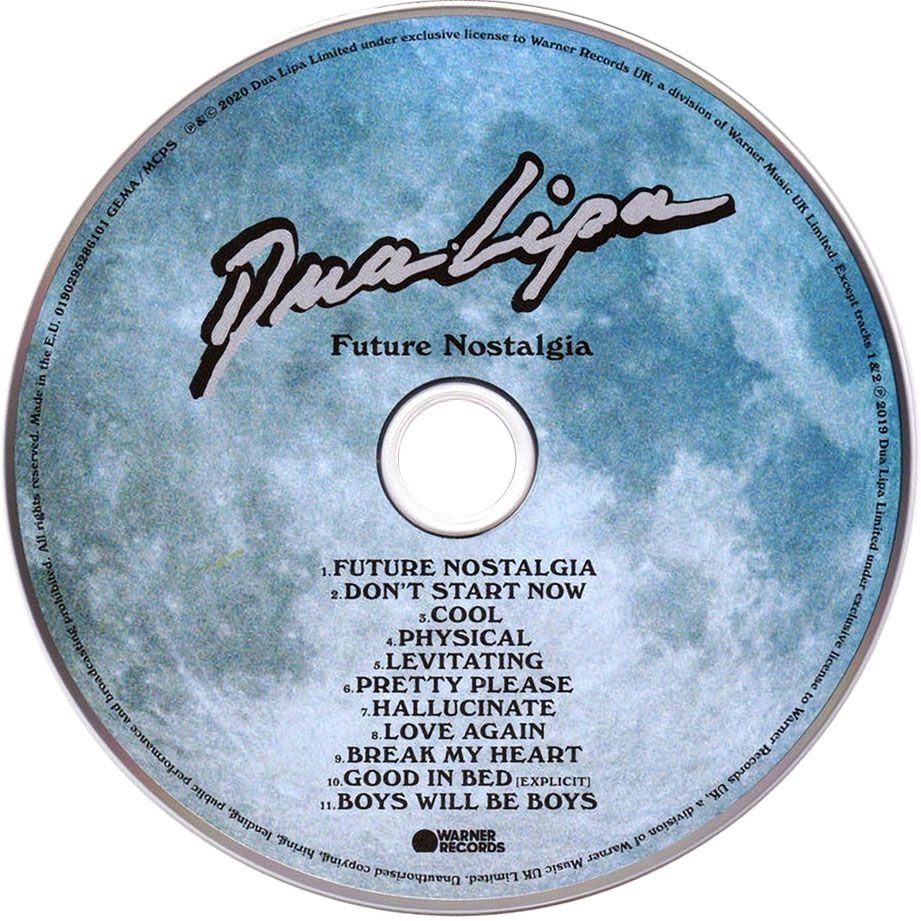 Dua Lipa
Future Nostalgia
1.FUTURE NOSTALGIA
2.DON'T START NOW
3.COOL
4.PHYSICAL
5.LEVITATING
6.PRETTY PLEASE
7.HALLUCINATE
8.LOVE AGAIN
9.BREAK MY HEART
10.GOOD IN BED [EXPLICIT]
11.BOYS WILL BE BOYS
WARNER
RECORDS
℗ & © 2020 Dua Lipa Limited under exclusive license to Warner Records UK, a division of Warner Music UK Limited. Except tracks 1 & 2 ℗ 2019 Dua Lipa Limited under exclusive license to Warner Records UK, a division of Warner Music UK Limited. Unauthorised copying, hiring, lending, public performance and broadcasting prohibited. All rights reserved. Made in the E.U. 0190295286101 GEMA / MCPS